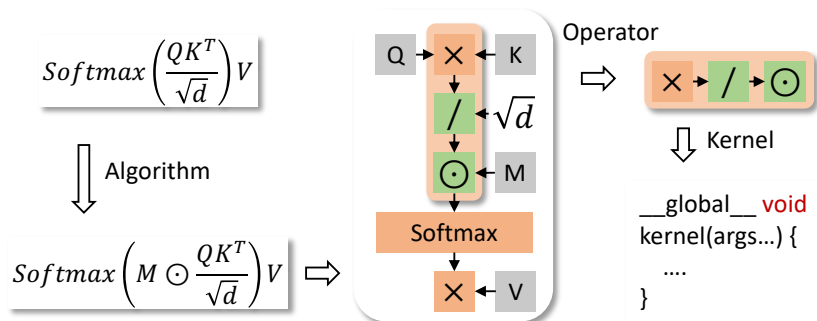 Softmax(QK^T/√d)V
Algorithm
Softmax(M ⊙ QK^T/√d)V
Q × K
/ √d
⊙ M
Softmax
× V
Operator
× / ⊙
Kernel
__global__ void
kernel(args...) {
....
}